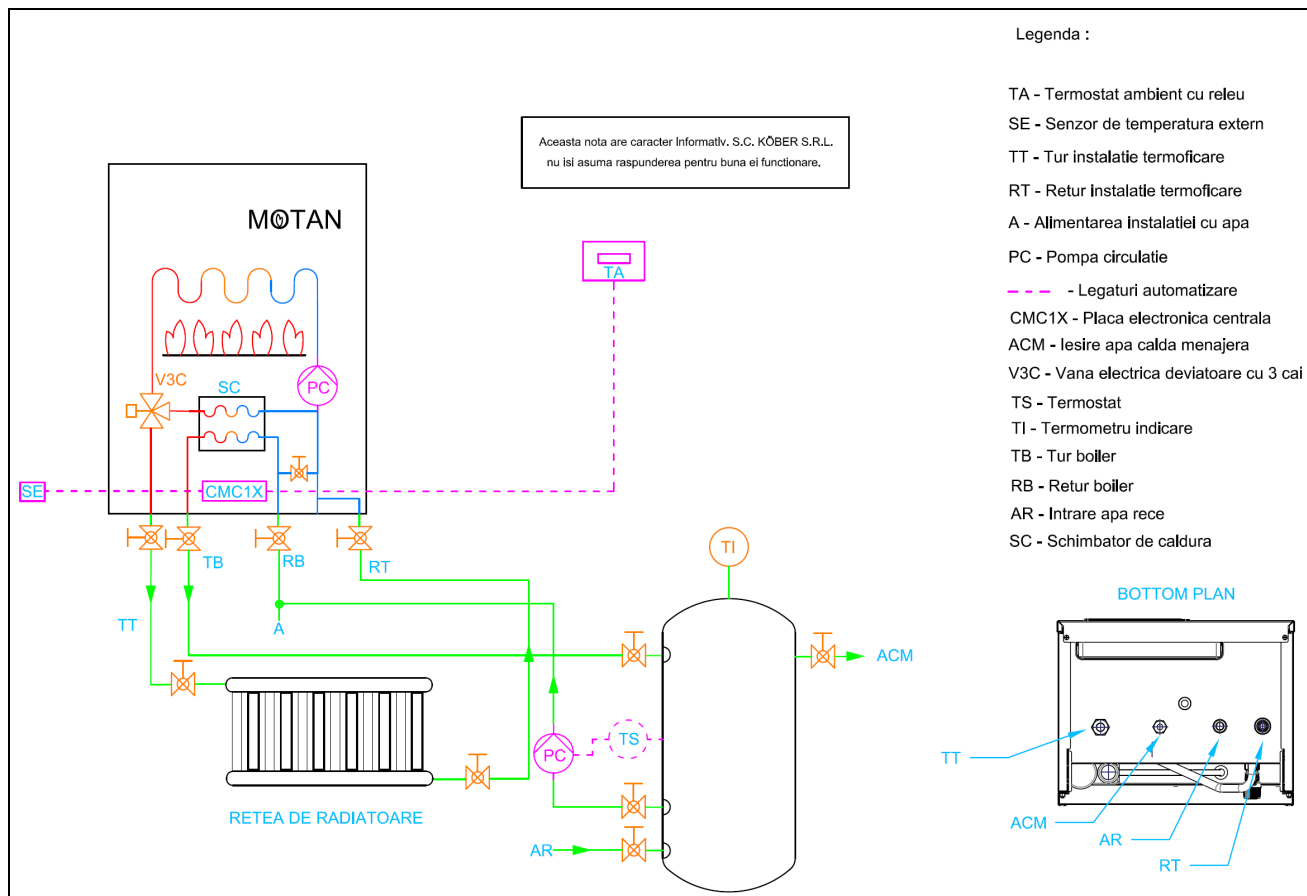 Legenda :
TA - Termostat ambient cu releu
SE - Senzor de temperatura extern
TT - Tur instalatie termoficare
RT - Retur instalatie termoficare
A - Alimentarea instalatiei cu apa
PC - Pompa circulatie
- Legaturi automatizare
CMC1X - Placa electronica centrala
ACM - Iesire apa calda menajera
V3C - Vana electrica deviatoare cu 3 cai
TS - Termostat
TI - Termometru indicare
TB - Tur boiler
RB - Retur boiler
AR - Intrare apa rece
SC - Schimbator de caldura
Aceasta nota are caracter informativ. S.C. KÖBER S.R.L.
nu isi asuma raspunderea pentru buna ei functionare.
MOTAN
TA
V3C
SC
PC
SE
CMC1X
TB
RB
RT
TI
TT
A
ACM
TS
PC
RETEA DE RADIATOARE
AR
BOTTOM PLAN
TT
ACM
AR
RT